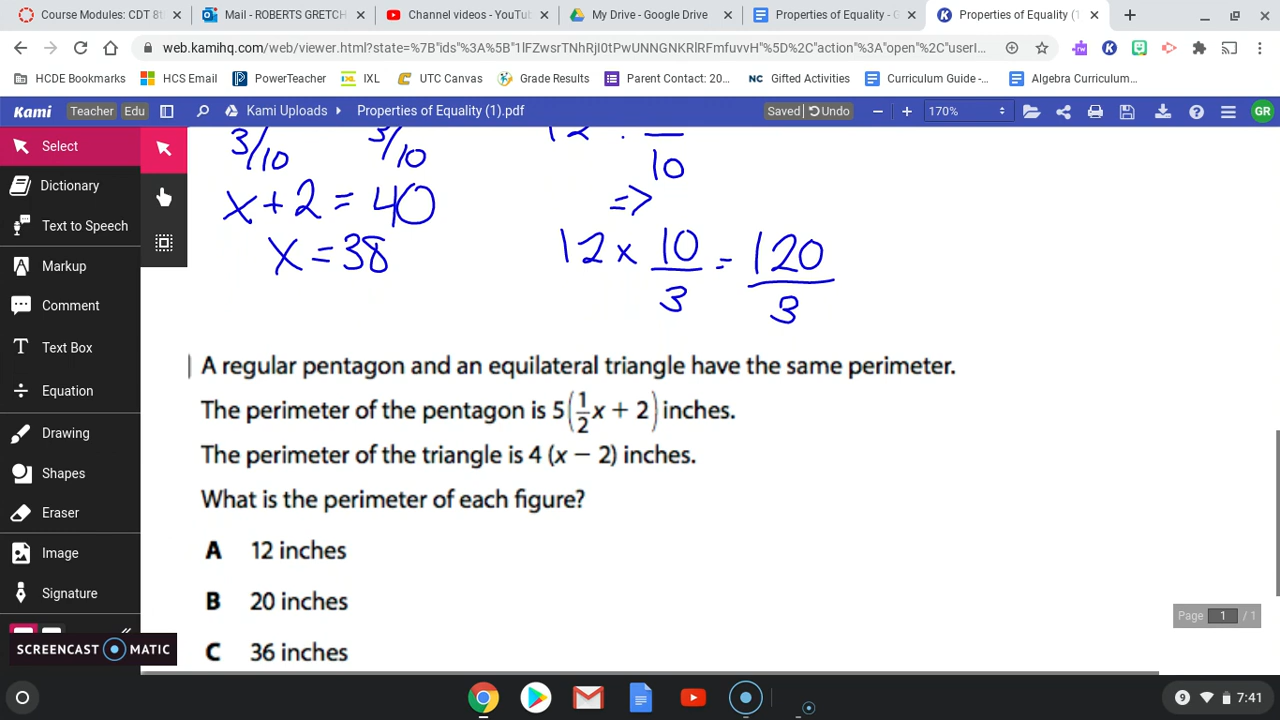 Course Modules: CDT 8th
Mail - ROBERTS GRETCH
Channel videos - YouTu
My Drive - Google Drive
Properties of Equality - G
Properties of Equality (1
web.kamihq.com/web/viewer.html?state=%7B"ids"%3A%5B"1lFZwsrTNhRjI0tPwUNNGNKRlRFmfuvvH"%5D%2C"action"%3A"open"%2C"userI...
HCDE Bookmarks
HCS Email
PowerTeacher
IXL
UTC Canvas
Grade Results
Parent Contact: 20...
NC Gifted Activities
Curriculum Guide -...
Algebra Curriculum...
Kami Teacher Edu
Kami Uploads
Properties of Equality (1).pdf
Saved Undo
170%
GR
Select
Dictionary
Text to Speech
Markup
Comment
Text Box
Equation
Drawing
Shapes
Eraser
Image
Signature
3/10 3/10
12 ·
10
x + 2 = 40
=>
x = 38
12 x 10/3 = 120/3
A regular pentagon and an equilateral triangle have the same perimeter.
The perimeter of the pentagon is 5(1/2x + 2) inches.
The perimeter of the triangle is 4 (x − 2) inches.
What is the perimeter of each figure?
A 12 inches
B 20 inches
C 36 inches
Page 1 / 1
SCREENCAST MATIC
9
7:41